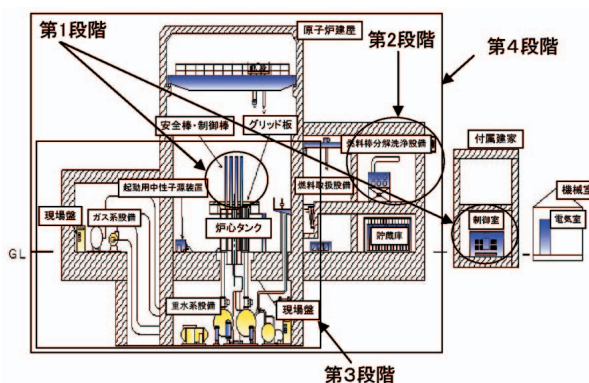 第1段階
原子炉建屋
第2段階
第4段階
安全棒・制御棒
グリッド板
燃料棒分解洗浄設備
付属建家
起動用中性子源装置
燃料取扱設備
機械室
現場盤
ガス系設備
炉心タンク
貯蔵庫
制御室
電気室
GL
重水系設備
現場盤
第3段階